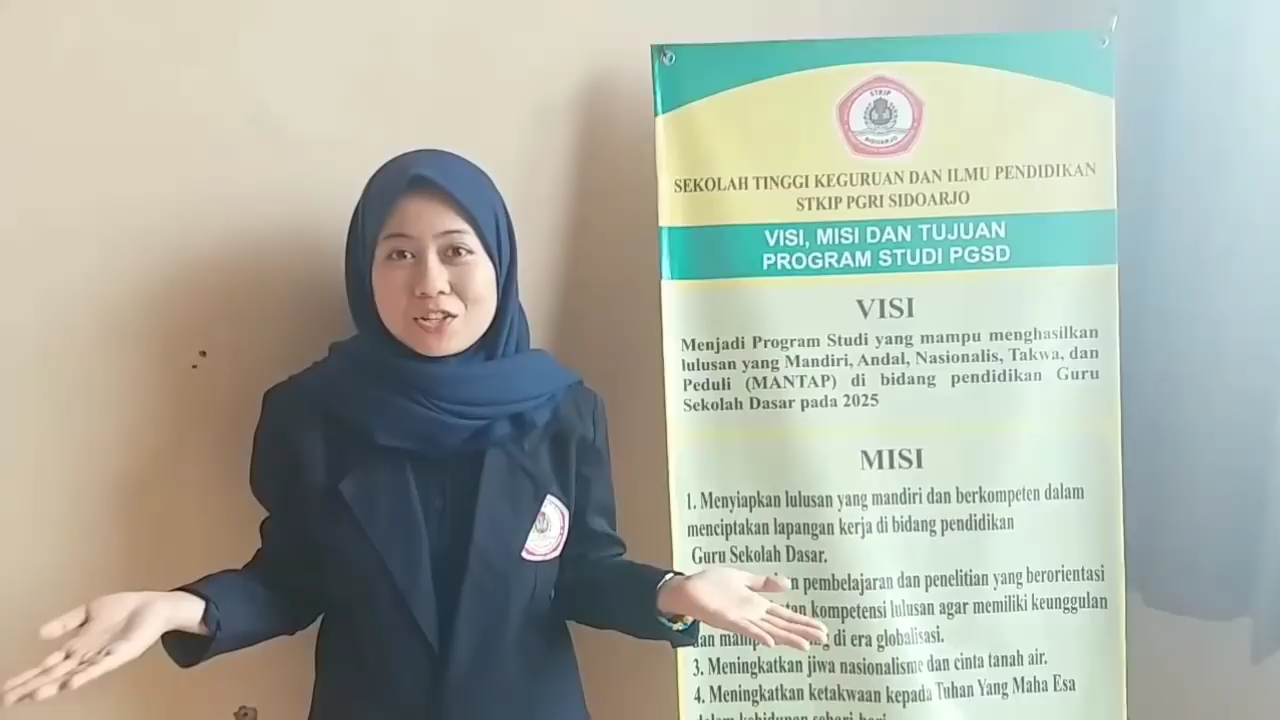 STKIP
SIDOARJO
SEKOLAH TINGGI KEGURUAN DAN ILMU PENDIDIKAN
STKIP PGRI SIDOARJO
VISI, MISI DAN TUJUAN
PROGRAM STUDI PGSD
VISI
Menjadi Program Studi yang mampu menghasilkan
lulusan yang Mandiri, Andal, Nasionalis, Takwa, dan
Peduli (MANTAP) di bidang pendidikan Guru
Sekolah Dasar pada 2025
MISI
1. Menyiapkan lulusan yang mandiri dan berkompeten dalam
menciptakan lapangan kerja di bidang pendidikan
Guru Sekolah Dasar.
pembelajaran dan penelitian yang berorientasi
kompetensi lulusan agar memiliki keunggulan
dan di era globalisasi.
3. Meningkatkan jiwa nasionalisme dan cinta tanah air.
4. Meningkatkan ketakwaan kepada Tuhan Yang Maha Esa